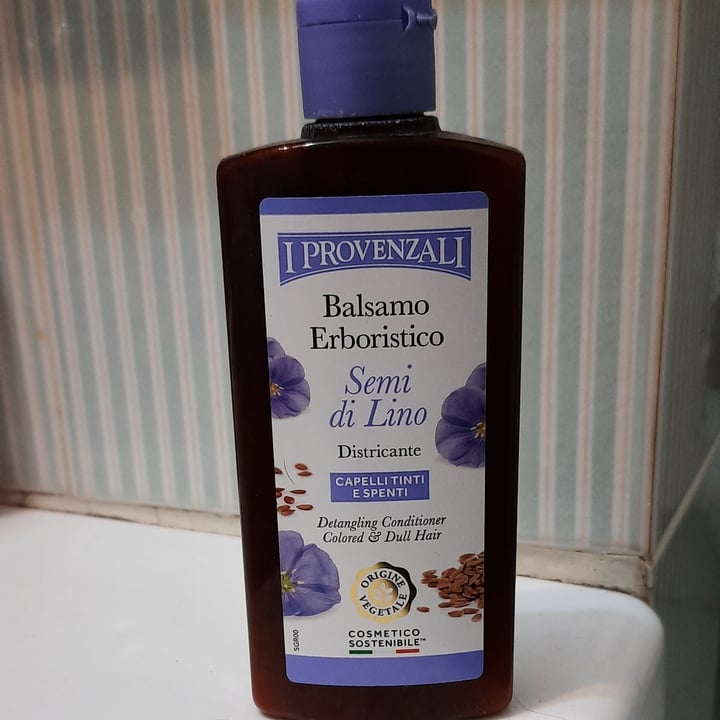 I PROVENZALI
Balsamo
Erboristico
Semi
di Lino
Districante
CAPELLI TINTI
E SPENTI
Detangling Conditioner
Colored & Dull Hair
ORIGINE
VEGETALE
COSMETICO
SOSTENIBILE™
SGR00